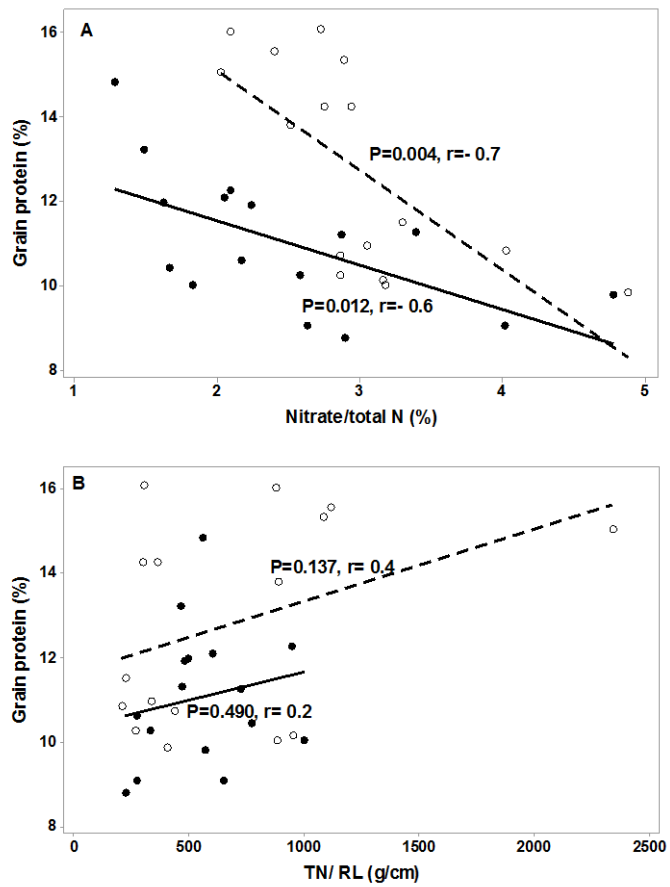 A
16
14
12
10
8
Grain protein (%)
P=0.004, r=- 0.7
P=0.012, r=- 0.6
1 2 3 4 5
Nitrate/total N (%)
B
16
14
12
10
8
Grain protein (%)
P=0.137, r= 0.4
P=0.490, r= 0.2
0 500 1000 1500 2000 2500
TN/ RL (g/cm)